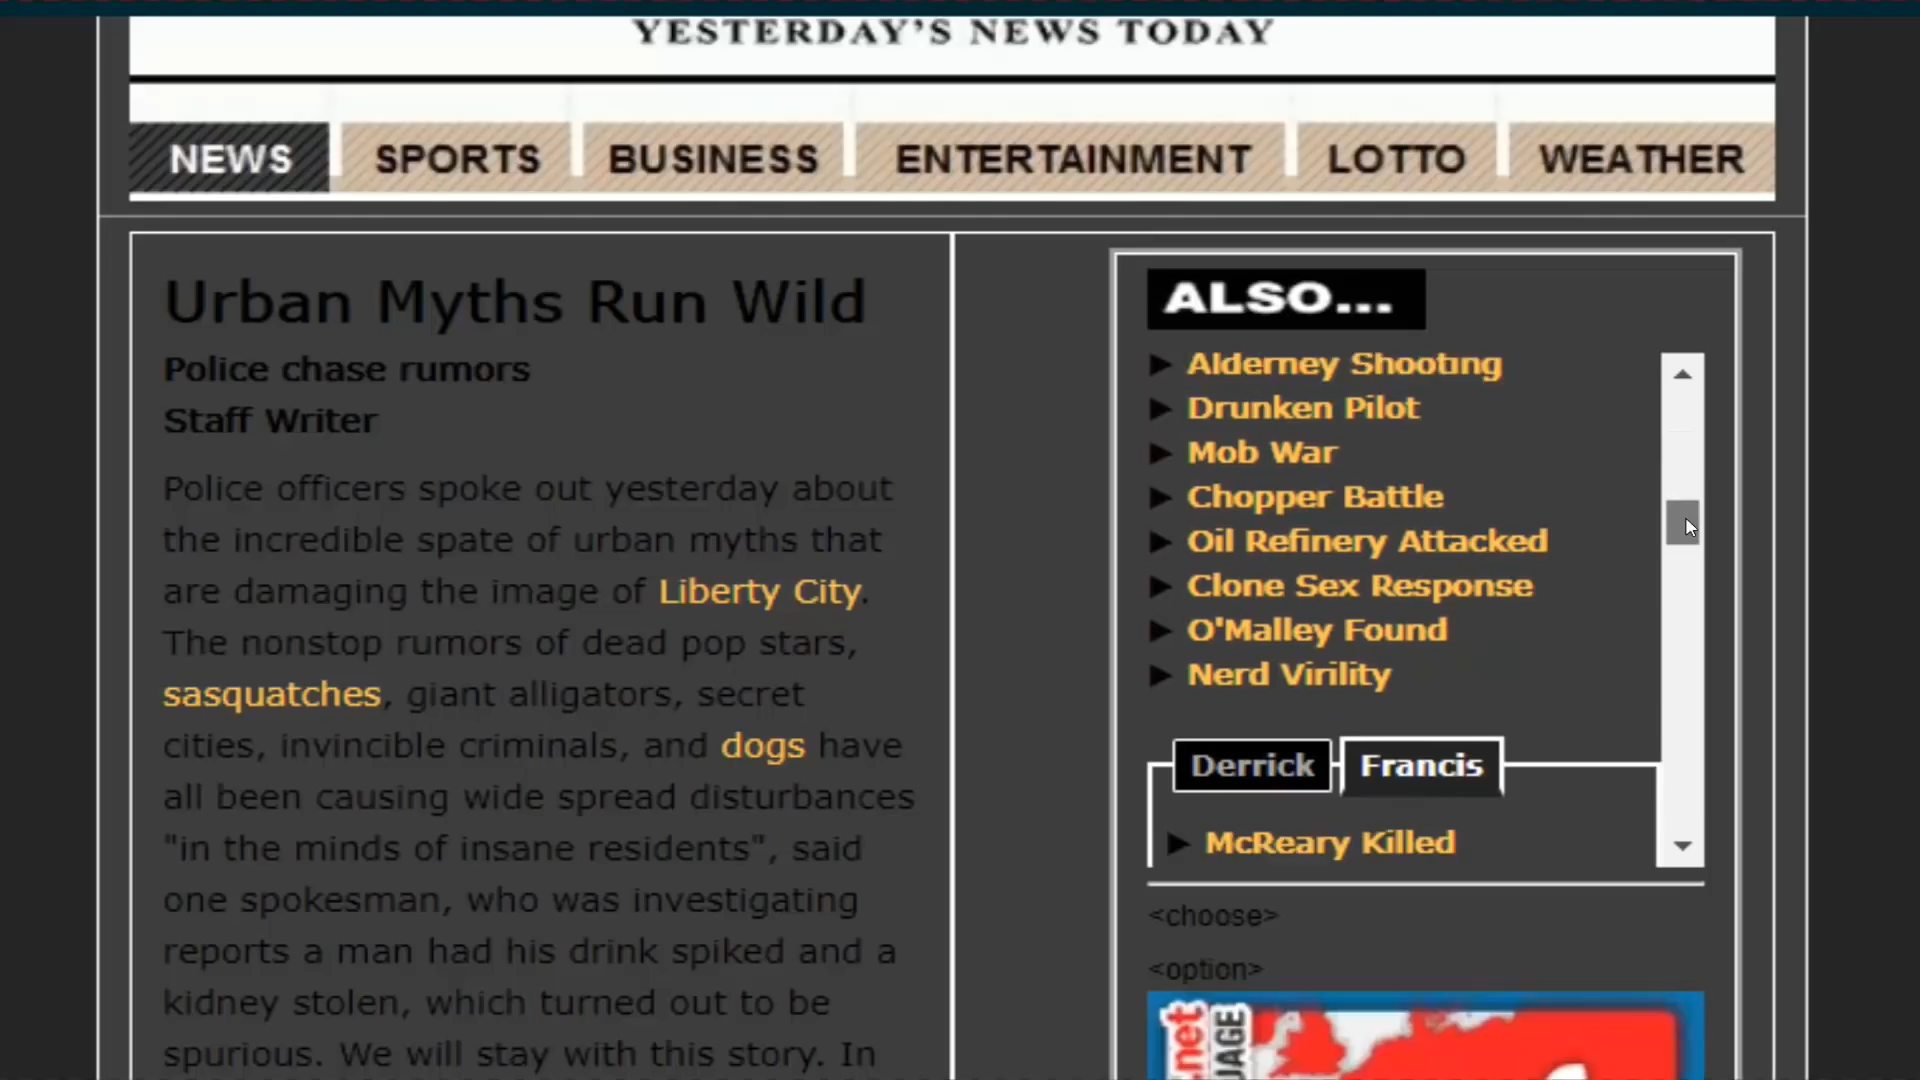 YESTERDAY'S NEWS TODAY
NEWS SPORTS BUSINESS ENTERTAINMENT LOTTO WEATHER
Urban Myths Run Wild
Police chase rumors
Staff Writer
Police officers spoke out yesterday about
the incredible spate of urban myths that
are damaging the image of Liberty City.
The nonstop rumors of dead pop stars,
sasquatches, giant alligators, secret
cities, invincible criminals, and dogs have
all been causing wide spread disturbances
"in the minds of insane residents", said
one spokesman, who was investigating
reports a man had his drink spiked and a
kidney stolen, which turned out to be
spurious. We will stay with this story. In
ALSO...
Alderney Shooting
Drunken Pilot
Mob War
Chopper Battle
Oil Refinery Attacked
Clone Sex Response
O'Malley Found
Nerd Virility
Derrick Francis
McReary Killed
<choose>
<option>
.net